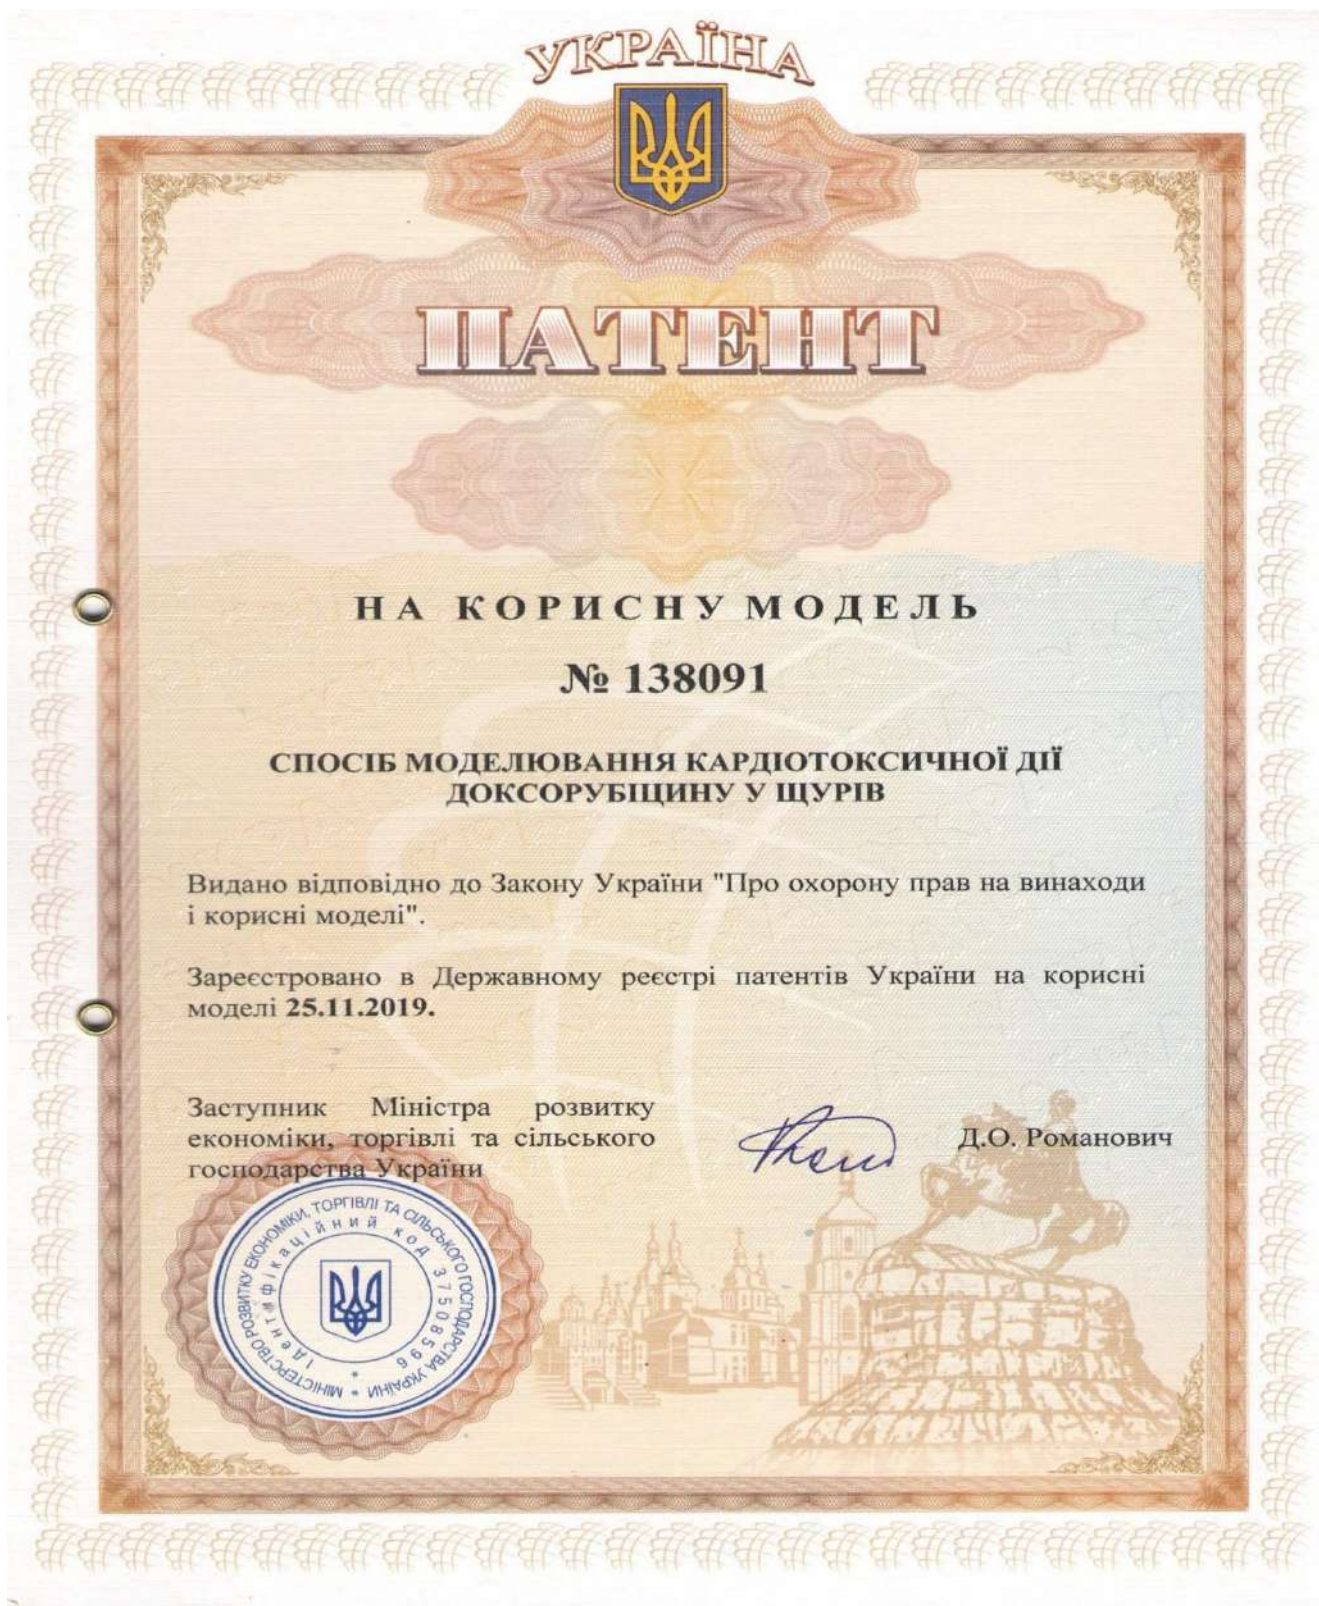 УКРАЇНА
ПАТЕНТ
НА КОРИСНУ МОДЕЛЬ
№ 138091
СПОСІБ МОДЕЛЮВАННЯ КАРДІОТОКСИЧНОЇ ДІЇ
ДОКСОРУБІЦИНУ У ЩУРІВ
Видано відповідно до Закону України "Про охорону прав на винаходи
і корисні моделі".
Зареєстровано в Державному реєстрі патентів України на корисні
моделі 25.11.2019.
Заступник Міністра розвитку
економіки, торгівлі та сільського
господарства України
Д.О. Романович
МІНІСТЕРСТВО РОЗВИТКУ ЕКОНОМІКИ, ТОРГІВЛІ ТА СІЛЬСЬКОГО ГОСПОДАРСТВА УКРАЇНИ *
Ідентифікаційний код 37508596 *